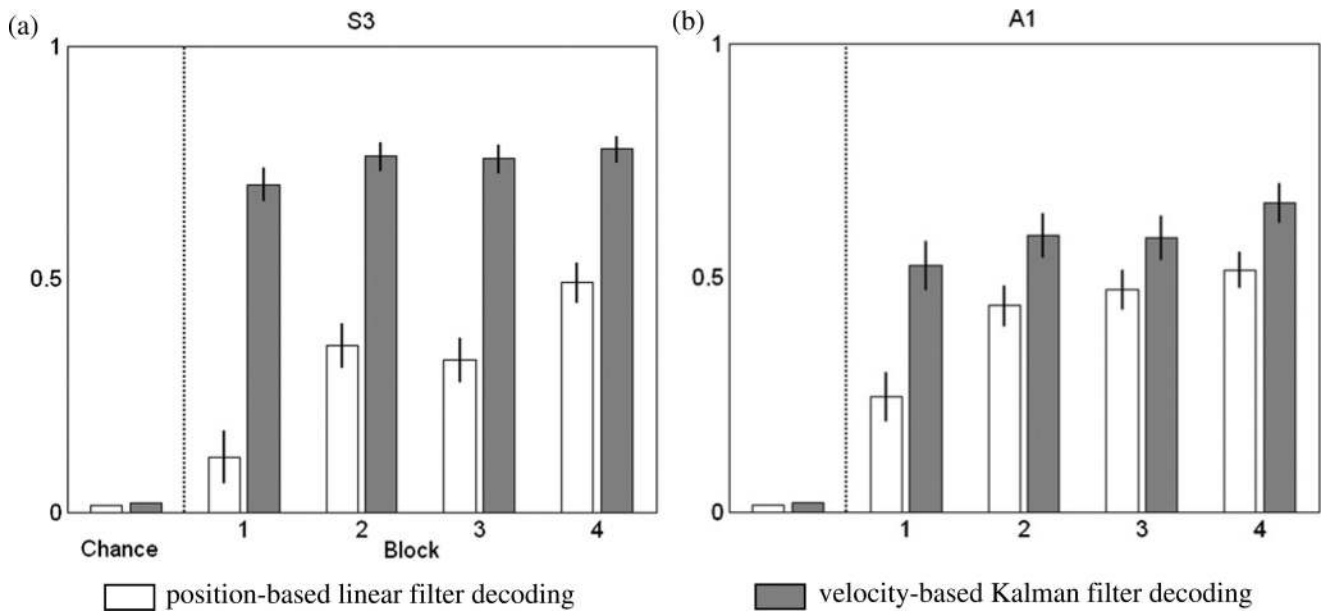 (a)
S3
1
0.5
0
Chance
1
2
3
4
Block
(b)
A1
1
0.5
0
1
2
3
4
position-based linear filter decoding
velocity-based Kalman filter decoding